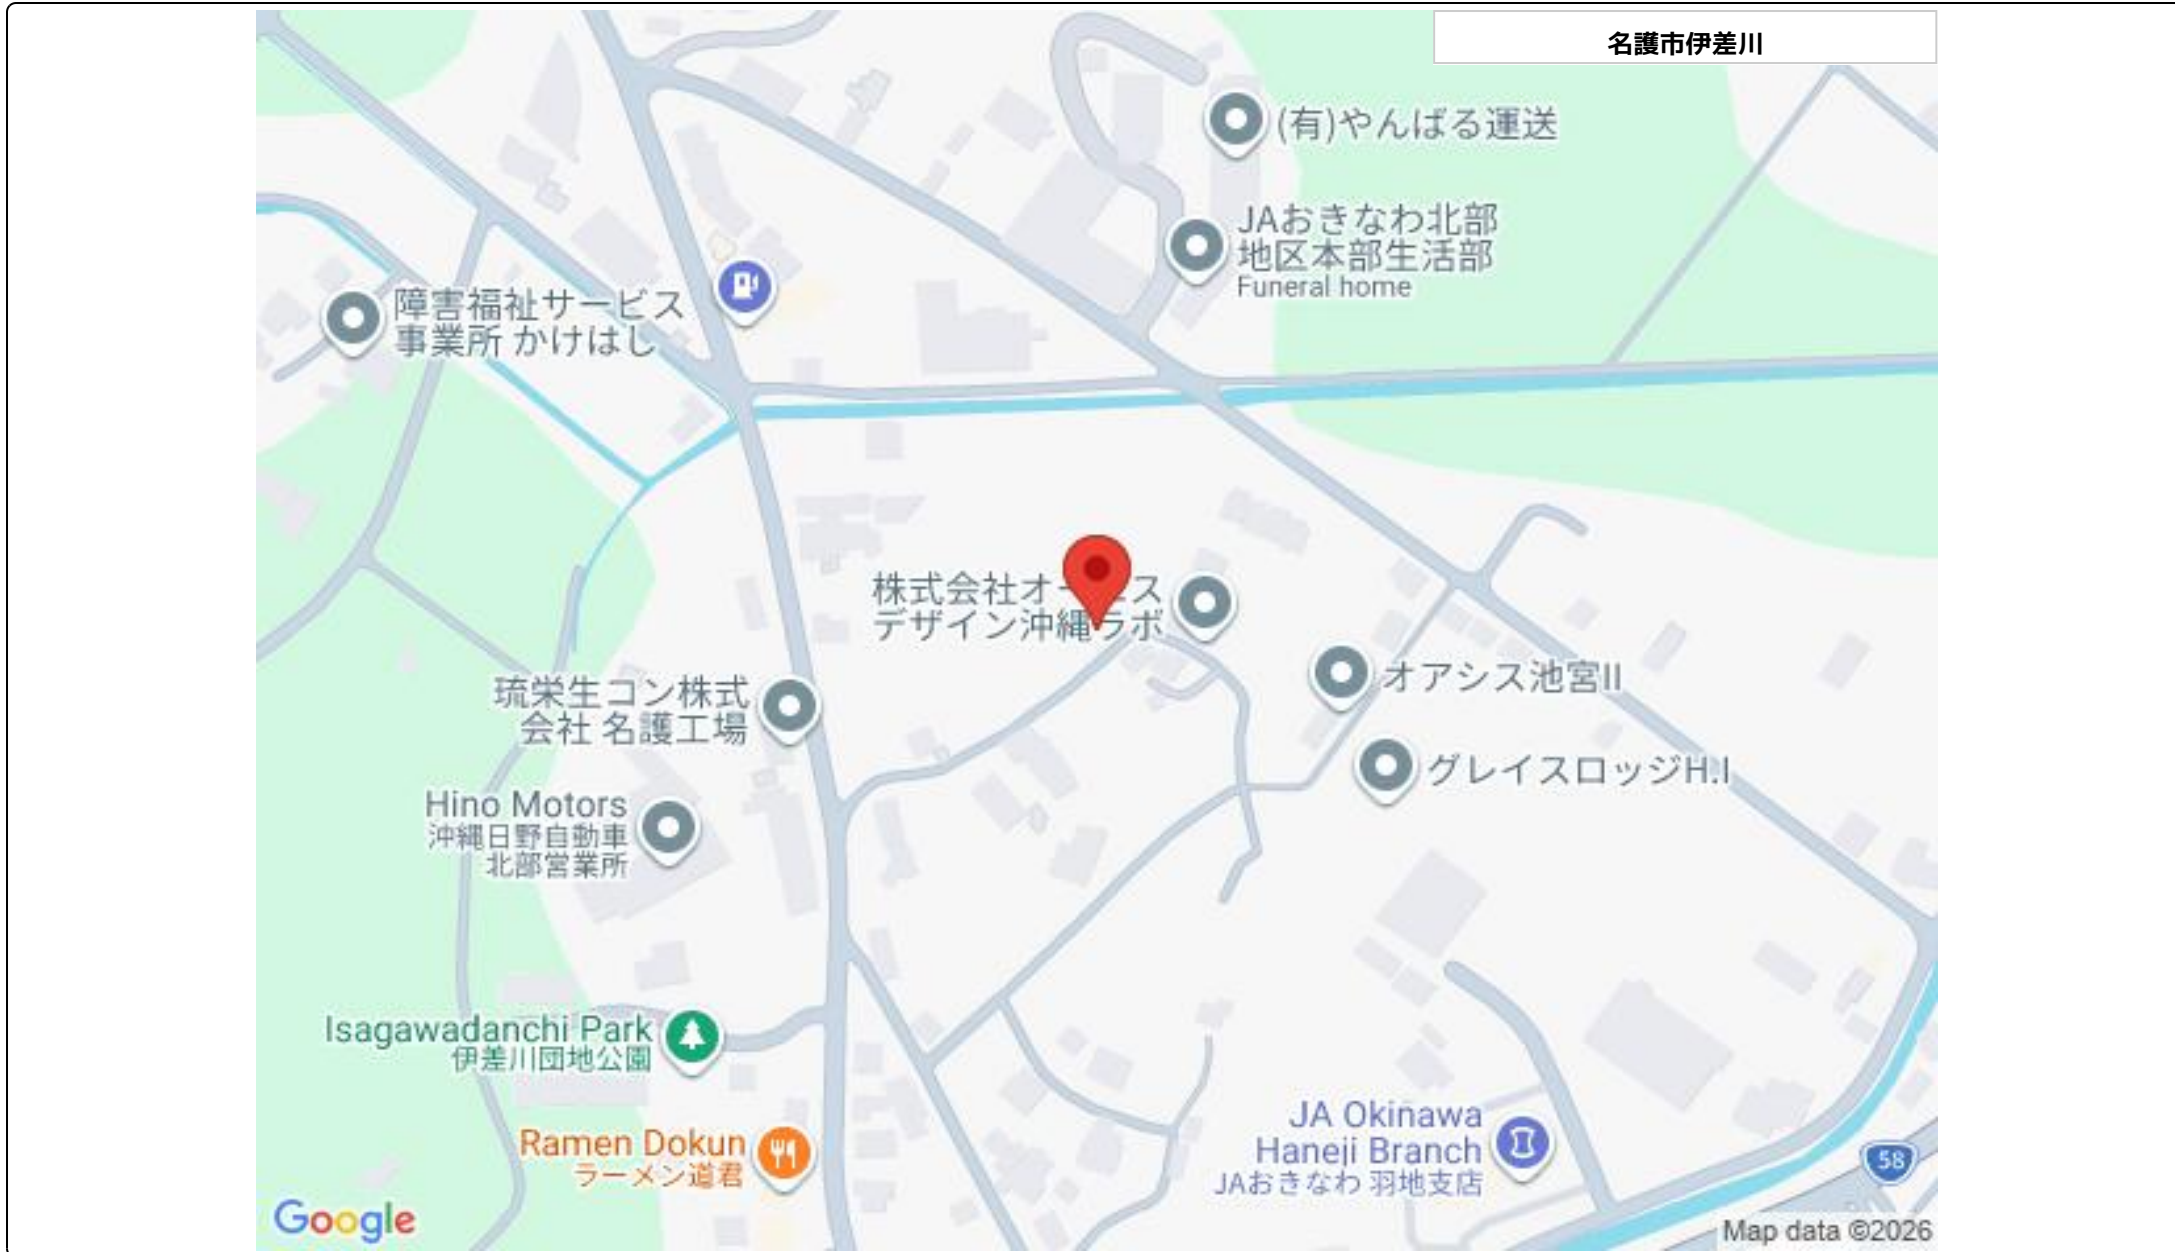 名護市伊差川
(有)やんばる運送
JAおきなわ北部
地区本部生活部
Funeral home
障害福祉サービス
事業所 かけはし
株式会社オー
ス
デザイン沖縄ラボ
オアシス池宮II
琉栄生コン株式
会社 名護工場
グレイスロッジH.I
Hino Motors
沖縄日野自動車
北部営業所
Isagawadanchi Park
伊差川団地公園
JA Okinawa
Haneji Branch
JAおきなわ 羽地支店
Ramen Dokun
ラーメン道君
58
Google
Map data ©2026